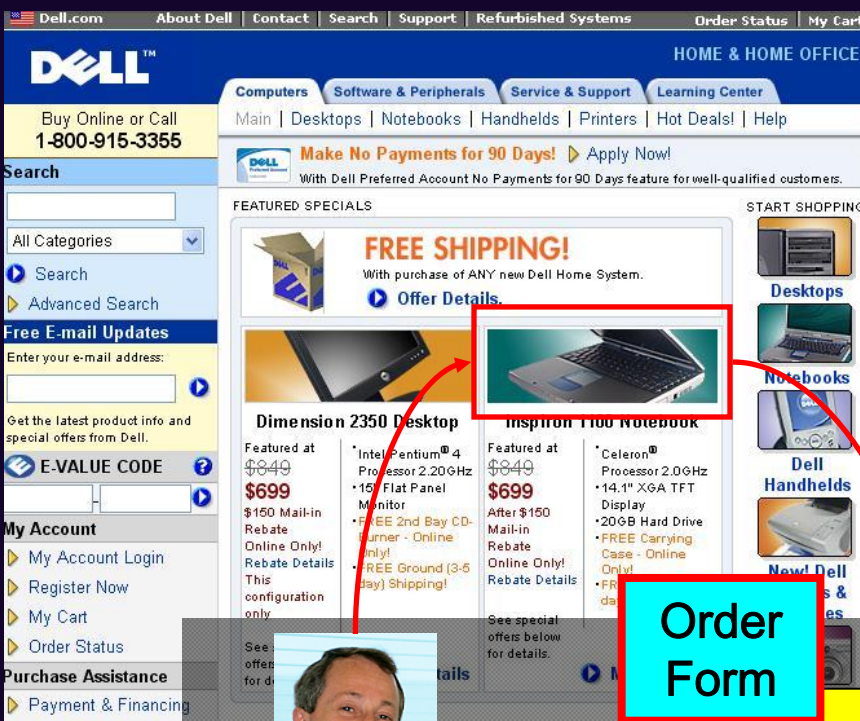 Dell.com
About Dell | Contact | Search | Support | Refurbished Systems
Order Status | My Cart
DELL™
HOME & HOME OFFICE
Computers
Software & Peripherals
Service & Support
Learning Center
Buy Online or Call
1-800-915-3355
Main | Desktops | Notebooks | Handhelds | Printers | Hot Deals! | Help
DELL
Make No Payments for 90 Days! Apply Now!
With Dell Preferred Account No Payments for 90 Days feature for well-qualified customers.
Search
All Categories
Search
Advanced Search
Free E-mail Updates
Enter your e-mail address:
Get the latest product info and
special offers from Dell.
E-VALUE CODE
-
My Account
My Account Login
Register Now
My Cart
Order Status
Purchase Assistance
Payment & Financing
FEATURED SPECIALS
FREE SHIPPING!
With purchase of ANY new Dell Home System.
Offer Details.
Dimension 2350 Desktop
Featured at
$849
$699
$150 Mail-in
Rebate
Online Only!
Rebate Details
This
configuration
only
See
for
•Intel Pentium® 4
Processor 2.20GHz
•15" Flat Panel
Monitor
•FREE 2nd Bay CD-
Burner - Online
Only!
•FREE Ground (3-5
day) Shipping!
Inspiron 1100 Notebook
Featured at
$849
$699
After $150
Mail-in
Rebate
Online Only!
Rebate Details
See special
offers below
for details.
•Celeron®
Processor 2.0GHz
•14.1" XGA TFT
Display
•20GB Hard Drive
•FREE Carrying
Case - Online
Only!
START SHOPPING
Desktops
Notebooks
Dell
Handhelds
New! Dell
&
Order
Form